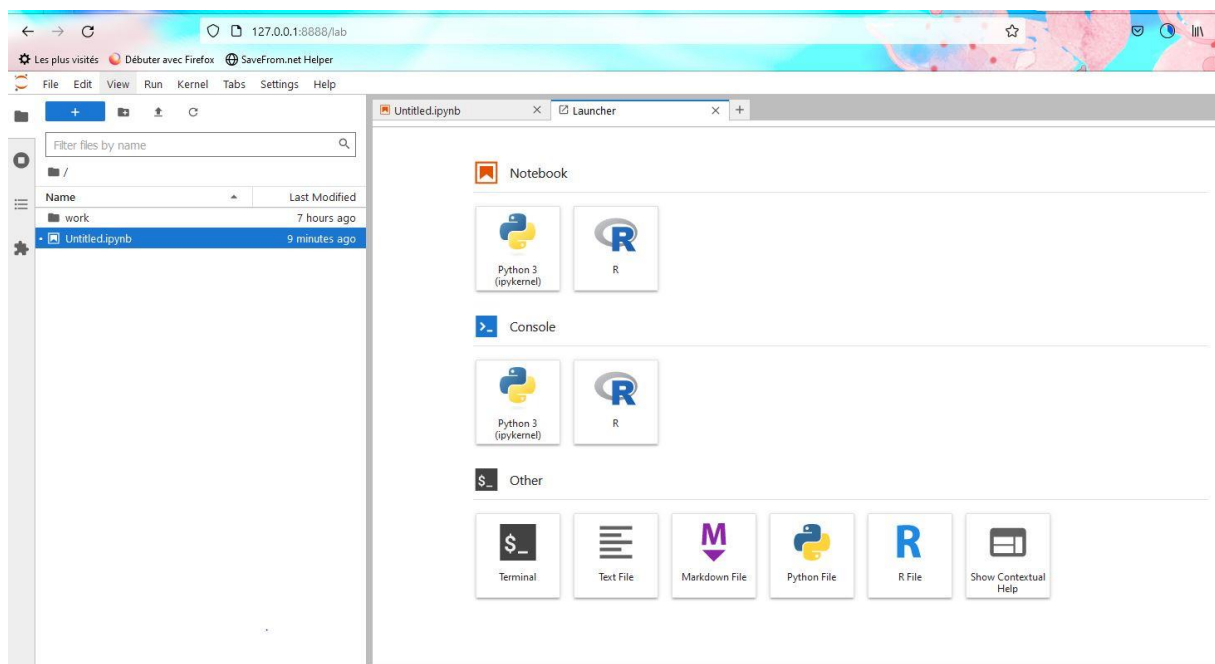 127.0.0.1:8888/lab
Les plus visités Débuter avec Firefox SaveFrom.net Helper
File Edit View Run Kernel Tabs Settings Help
+
Untitled.ipynb × Launcher × +
Filter files by name
/
Name Last Modified
work 7 hours ago
Untitled.ipynb 9 minutes ago
Notebook
Python 3
(ipykernel)
R
Console
Python 3
(ipykernel)
R
$_ Other
Terminal
Text File
Markdown File
Python File
R File
Show Contextual
Help